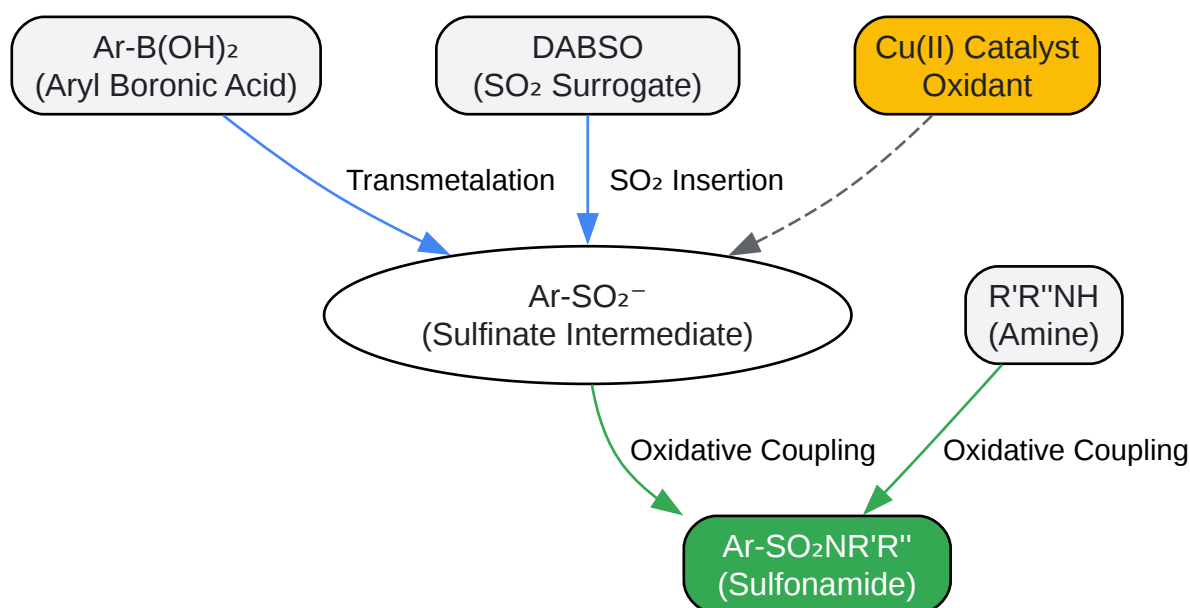 Ar-B(OH)₂
(Aryl Boronic Acid)
DABSO
(SO₂ Surrogate)
Cu(II) Catalyst
Oxidant
Transmetalation
SO₂ Insertion
Ar-SO₂⁻
(Sulfinate Intermediate)
R'R''NH
(Amine)
Oxidative Coupling
Oxidative Coupling
Ar-SO₂NR'R''
(Sulfonamide)